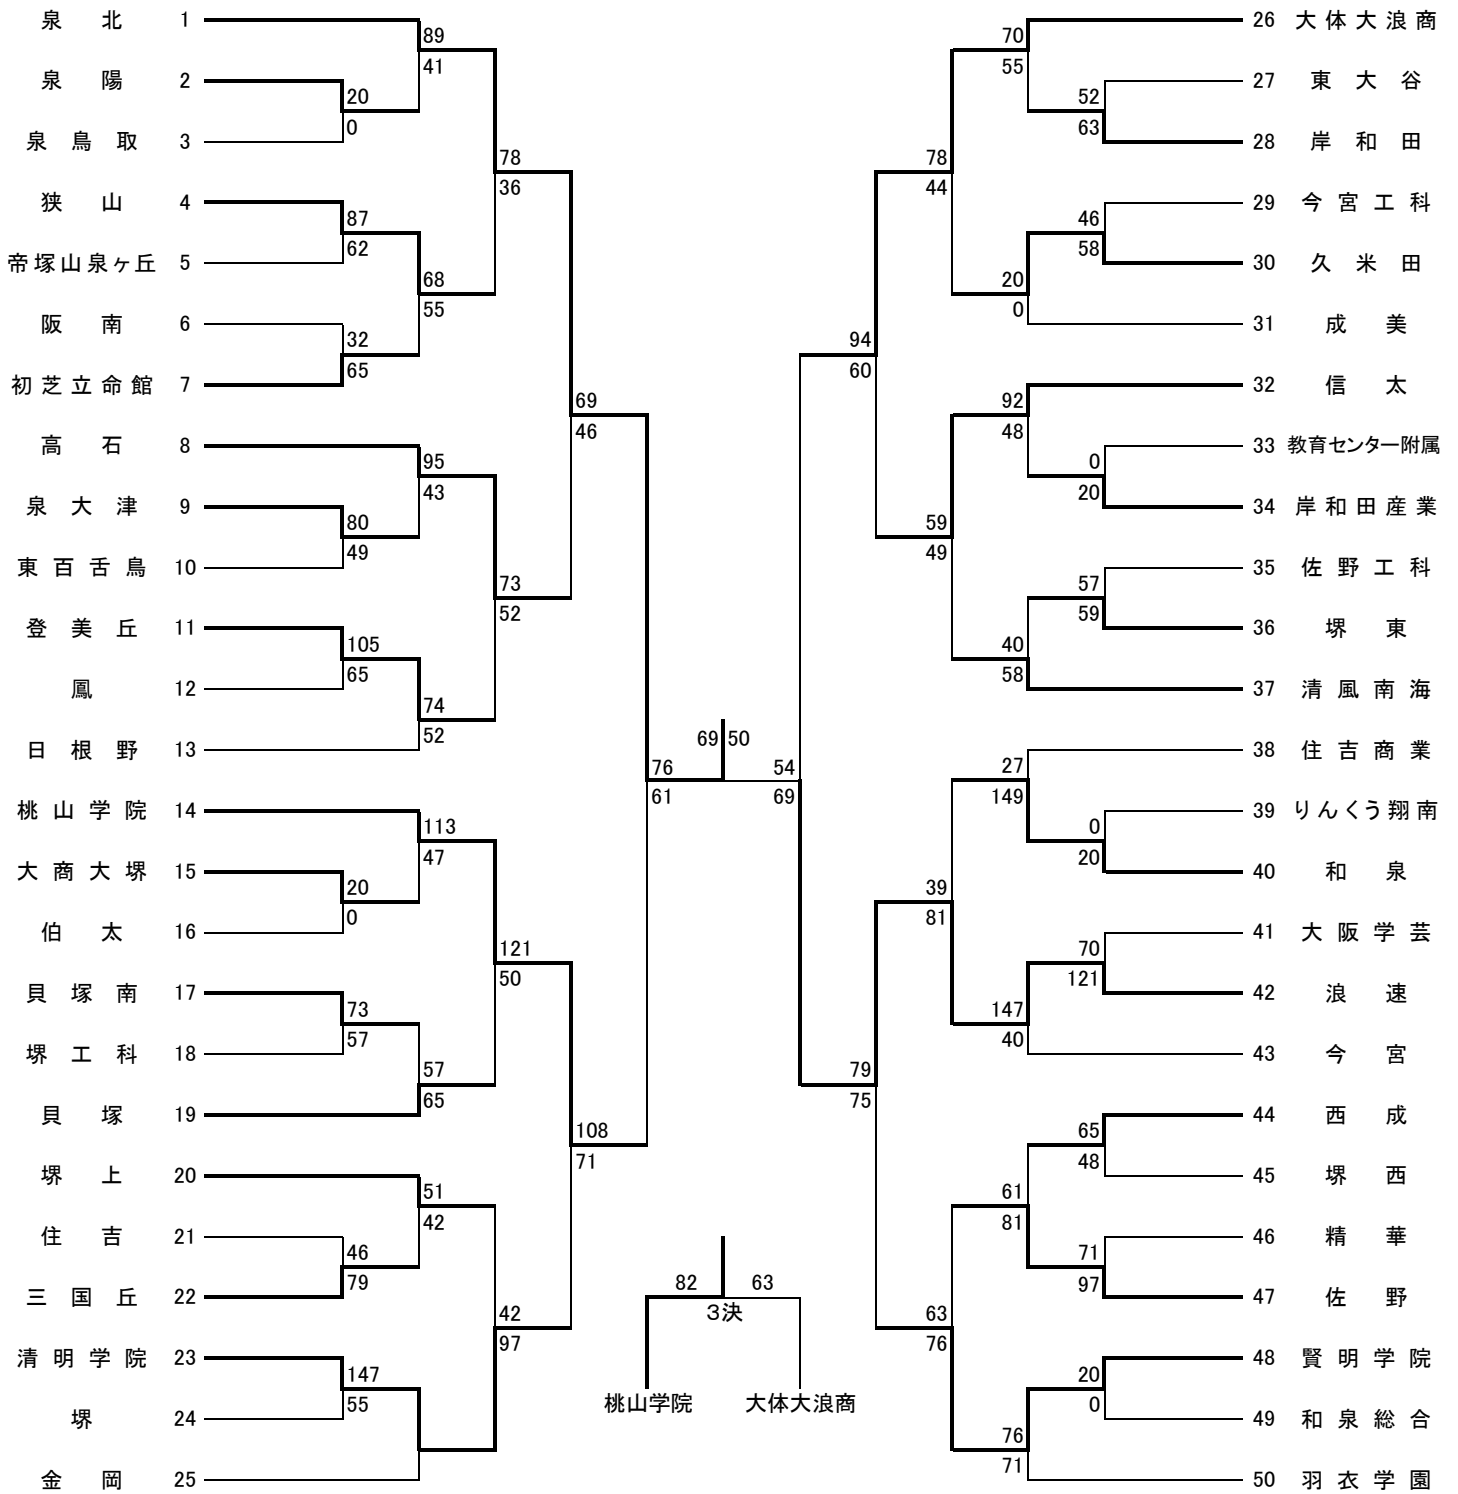 泉北 1
泉陽 2
泉鳥取 3
狭山 4
帝塚山泉ヶ丘 5
阪南 6
初芝立命館 7
高石 8
泉大津 9
東百舌鳥 10
登美丘 11
鳳 12
日根野 13
桃山学院 14
大商大堺 15
伯太 16
貝塚南 17
堺工科 18
貝塚 19
堺上 20
住吉 21
三国丘 22
清明学院 23
堺 24
金岡 25
20
0
87
62
32
65
80
49
105
65
20
0
73
57
46
79
147
55
89
41
68
55
95
43
74
52
113
47
57
65
51
42
78
36
73
52
121
50
42
97
69
46
108
71
76
61
69 50
54
69
94
60
79
75
78
44
59
49
39
81
63
76
70
55
20
0
92
48
40
58
27
149
147
40
61
81
76
71
52
63
46
58
0
20
57
59
0
20
70
121
65
48
71
97
20
0
26 大体大浪商
27 東大谷
28 岸和田
29 今宮工科
30 久米田
31 成美
32 信太
33 教育センター附属
34 岸和田産業
35 佐野工科
36 堺東
37 清風南海
38 住吉商業
39 りんくう翔南
40 和泉
41 大阪学芸
42 浪速
43 今宮
44 西成
45 堺西
46 精華
47 佐野
48 賢明学院
49 和泉総合
50 羽衣学園
82 63
3決
桃山学院 大体大浪商